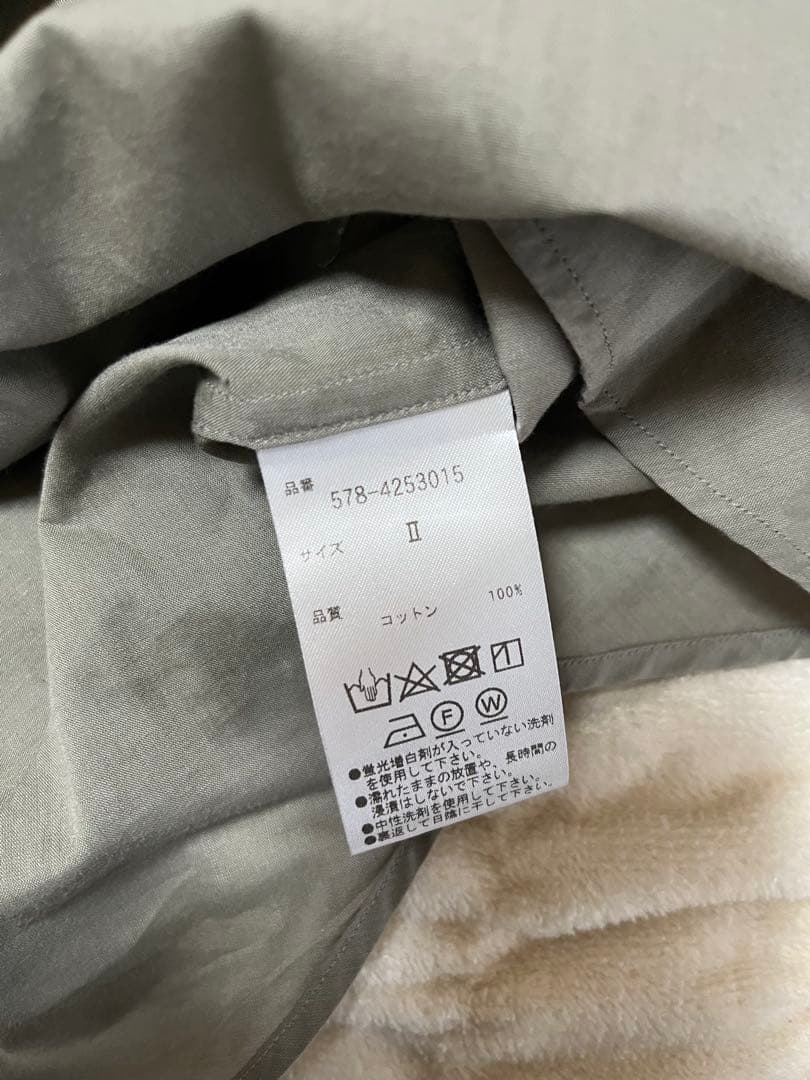 品番 578-4253015
サイズ Ⅱ
品質 コットン 100%
F W
●蛍光増白剤が入っていない洗剤
を使用して下さい。
●濡れたままの放置や、長時間の
浸漬はしないで下さい。
●中性洗剤を使用して下さい。
●裏返して日陰に干して下さい。